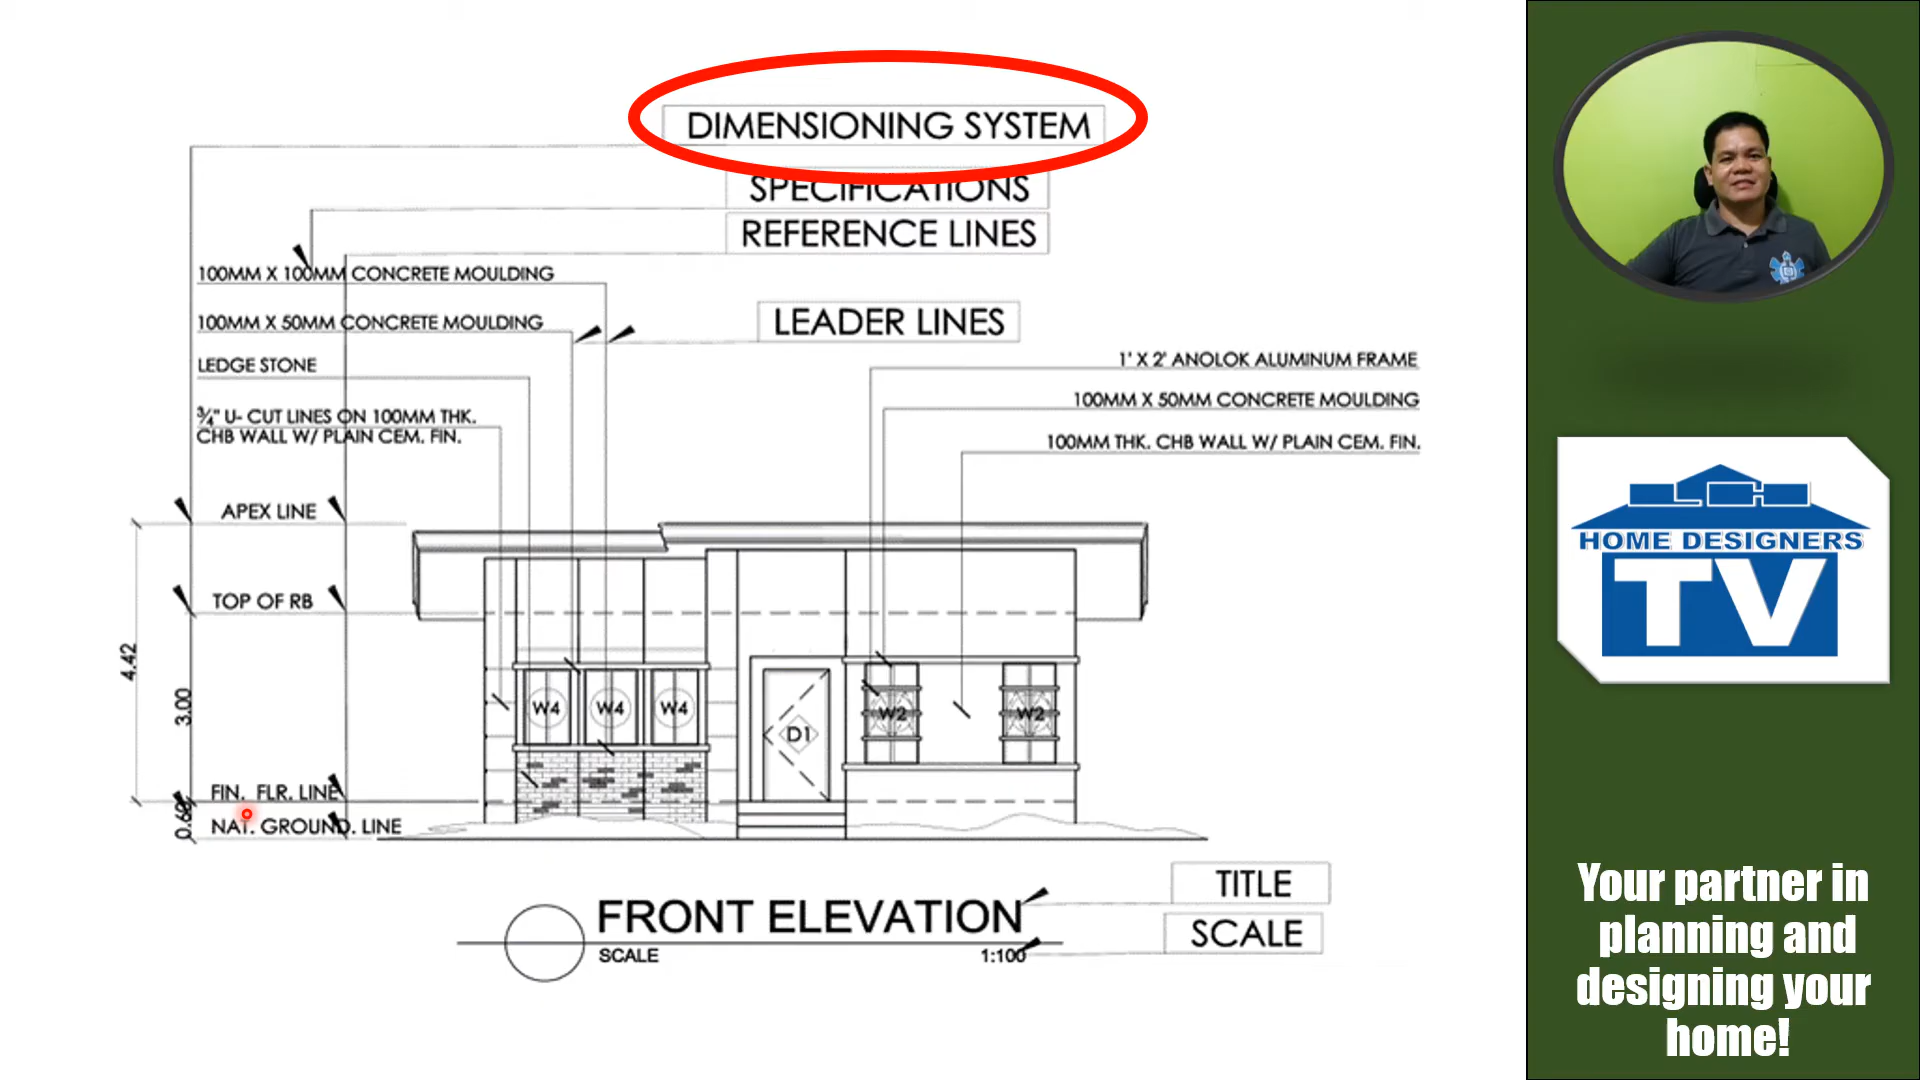 DIMENSIONING SYSTEM
SPECIFICATIONS
REFERENCE LINES
100MM X 100MM CONCRETE MOULDING
100MM X 50MM CONCRETE MOULDING
LEADER LINES
LEDGE STONE
1' X 2' ANOLOK ALUMINUM FRAME
100MM X 50MM CONCRETE MOULDING
¾" U- CUT LINES ON 100MM THK.
CHB WALL W/ PLAIN CEM. FIN.
100MM THK. CHB WALL W/ PLAIN CEM. FIN.
APEX LINE
TOP OF RB
4.42
3.00
W4 W4 W4
D1
W2 W2
FIN. FLR. LINE
NAT. GROUND. LINE
FRONT ELEVATION
SCALE 1:100
TITLE
SCALE
LCH
HOME DESIGNERS
TV
Your partner in
planning and
designing your
home!